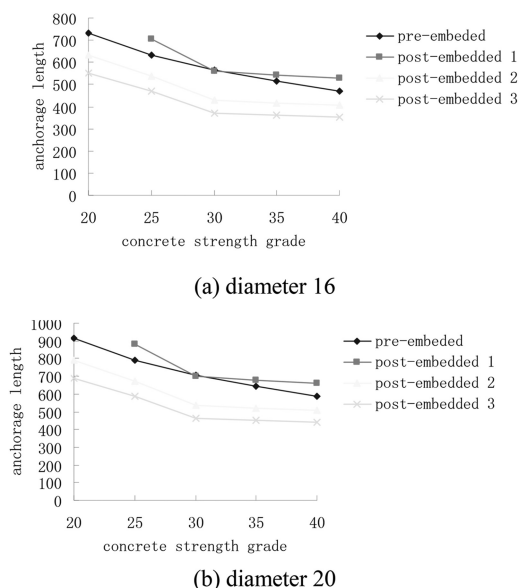 800
700
600
500
400
300
200
100
0
anchorage length
20 25 30 35 40
concrete strength grade
pre-embeded
post-embedded 1
post-embedded 2
post-embedded 3
(a) diameter 16
1000
900
800
700
600
500
400
300
200
100
0
anchorage length
20 25 30 35 40
concrete strength grade
pre-embeded
post-embedded 1
post-embedded 2
post-embedded 3
(b) diameter 20